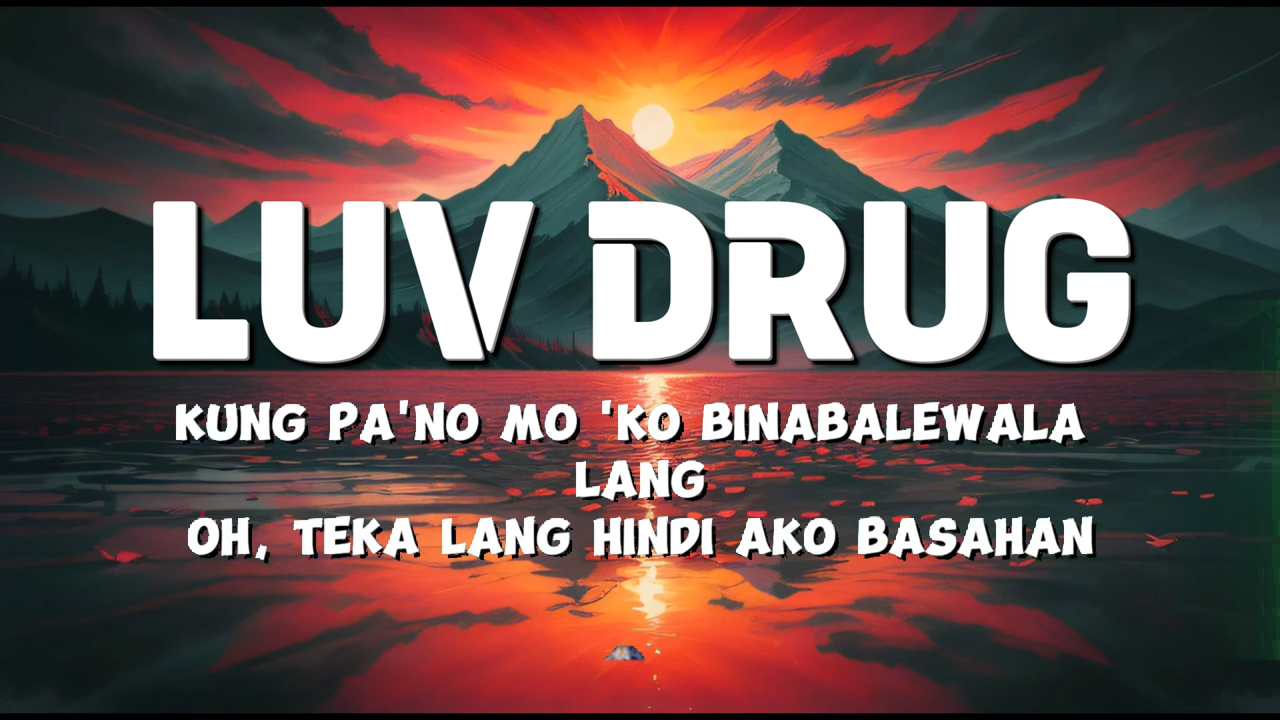 LUV DRUG
KUNG PA'NO MO 'KO BINABALEWALA
LANG
OH, TEKA LANG HINDI AKO BASAHAN